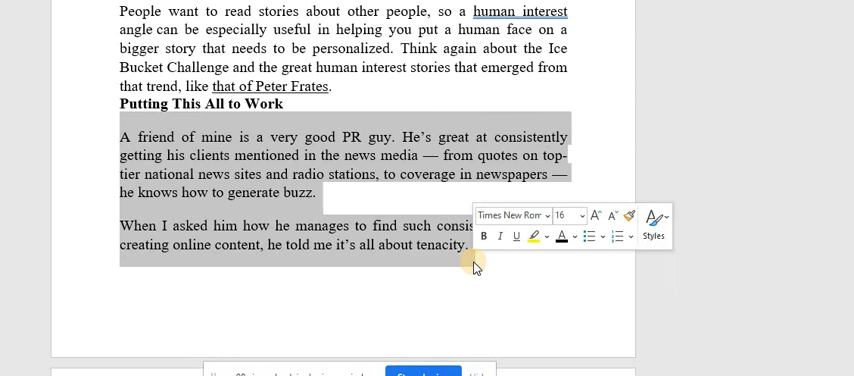 People want to read stories about other people, so a human interest
angle can be especially useful in helping you put a human face on a
bigger story that needs to be personalized. Think again about the Ice
Bucket Challenge and the great human interest stories that emerged from
that trend, like that of Peter Frates.
Putting This All to Work
A friend of mine is a very good PR guy. He’s great at consistently
getting his clients mentioned in the news media — from quotes on top-
tier national news sites and radio stations, to coverage in newspapers —
he knows how to generate buzz.
Times New Rom 16 A A A
When I asked him how he manages to find such consis
B I U A Styles
creating online content, he told me it’s all about tenacity.